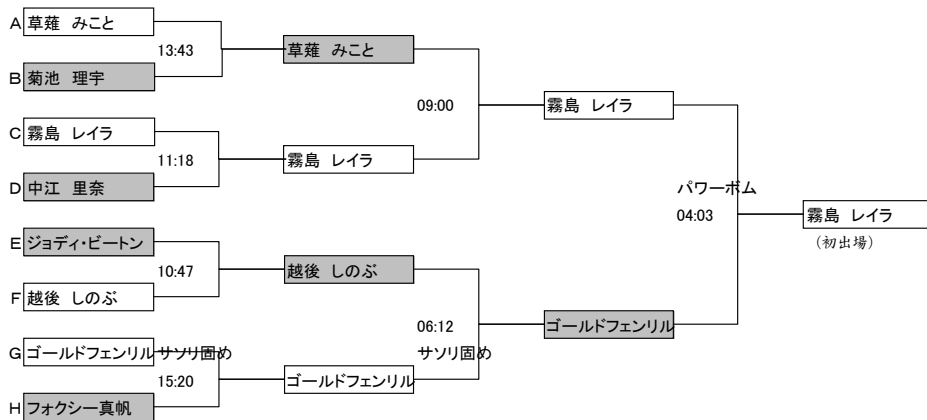 A 草薙 みこと
13:43
B 菊池 理宇
草薙 みこと
09:00
C 霧島 レイラ
11:18
D 中江 里奈
霧島 レイラ
霧島 レイラ
パワーボム
04:03
霧島 レイラ
(初出場)
E ジョディ・ビートン
10:47
F 越後 しのぶ
越後 しのぶ
06:12
サソリ固め
ゴールドフェンリル
G ゴールドフェンリル サソリ固め
15:20
H フォクシー真帆
ゴールドフェンリル